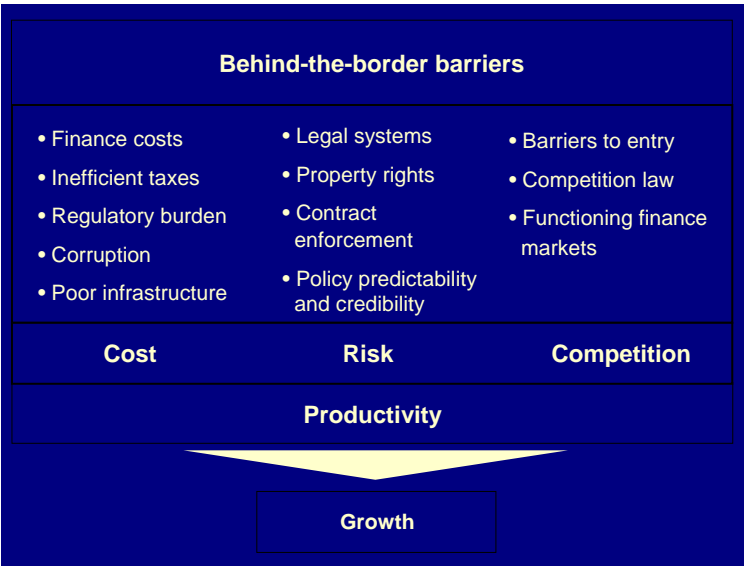 Behind-the-border barriers
• Finance costs
• Inefficient taxes
• Regulatory burden
• Corruption
• Poor infrastructure
• Legal systems
• Property rights
• Contract
enforcement
• Policy predictability
and credibility
• Barriers to entry
• Competition law
• Functioning finance
markets
Cost
Risk
Competition
Productivity
Growth